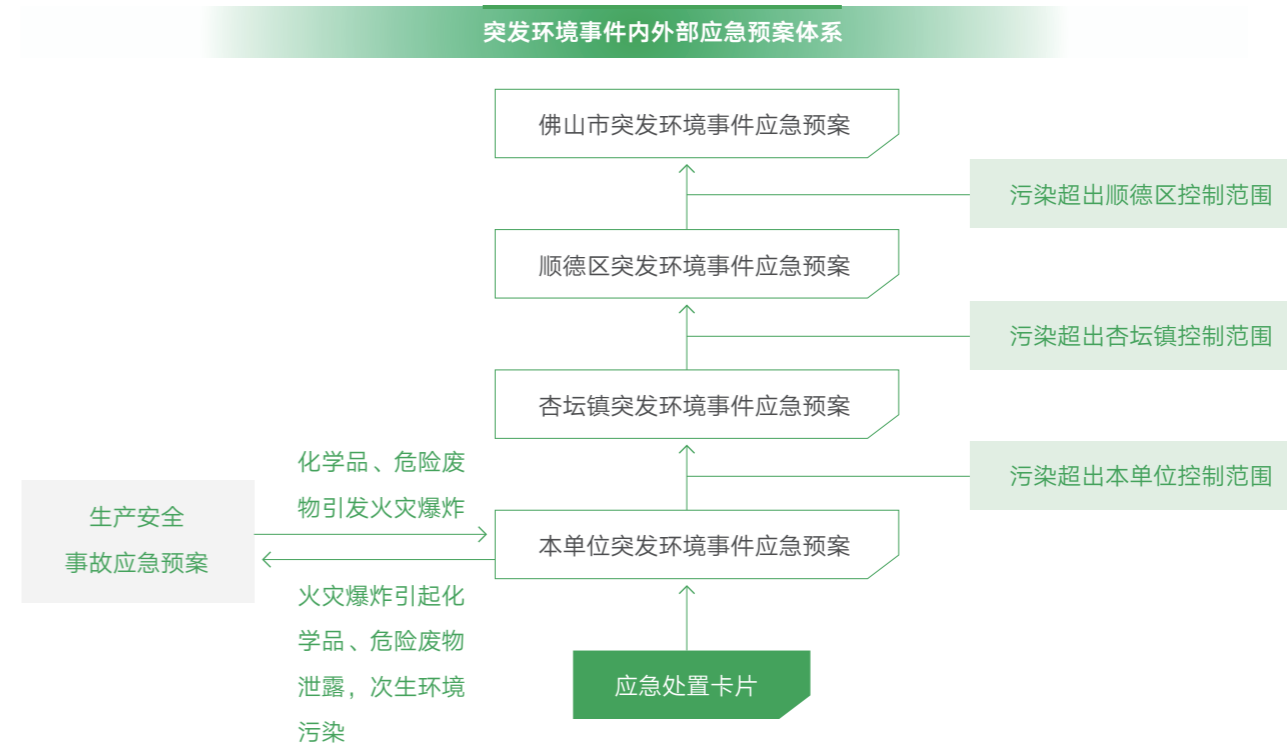 突发环境事件内外部应急预案体系
佛山市突发环境事件应急预案
污染超出顺德区控制范围
顺德区突发环境事件应急预案
污染超出杏坛镇控制范围
杏坛镇突发环境事件应急预案
污染超出本单位控制范围
化学品、危险废
物引发火灾爆炸
生产安全
事故应急预案
本单位突发环境事件应急预案
火灾爆炸引起化
学品、危险废物
泄露，次生环境
污染
应急处置卡片